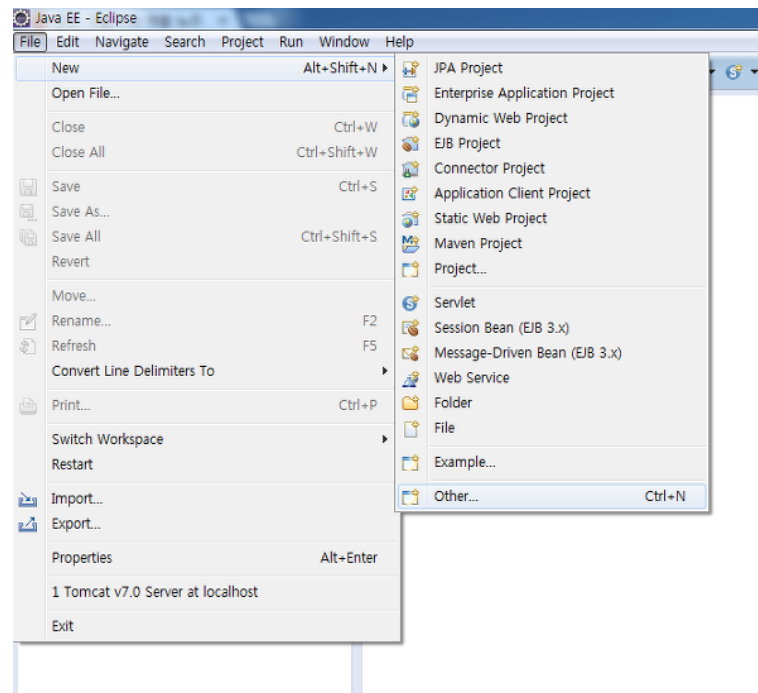 Java EE - Eclipse
File Edit Navigate Search Project Run Window Help
New Alt+Shift+N
Open File...
Close Ctrl+W
Close All Ctrl+Shift+W
Save Ctrl+S
Save As...
Save All Ctrl+Shift+S
Revert
Move...
Rename... F2
Refresh F5
Convert Line Delimiters To
Print... Ctrl+P
Switch Workspace
Restart
Import...
Export...
Properties Alt+Enter
1 Tomcat v7.0 Server at localhost
Exit
JPA Project
Enterprise Application Project
Dynamic Web Project
EJB Project
Connector Project
Application Client Project
Static Web Project
Maven Project
Project...
Servlet
Session Bean (EJB 3.x)
Message-Driven Bean (EJB 3.x)
Web Service
Folder
File
Example...
Other... Ctrl+N